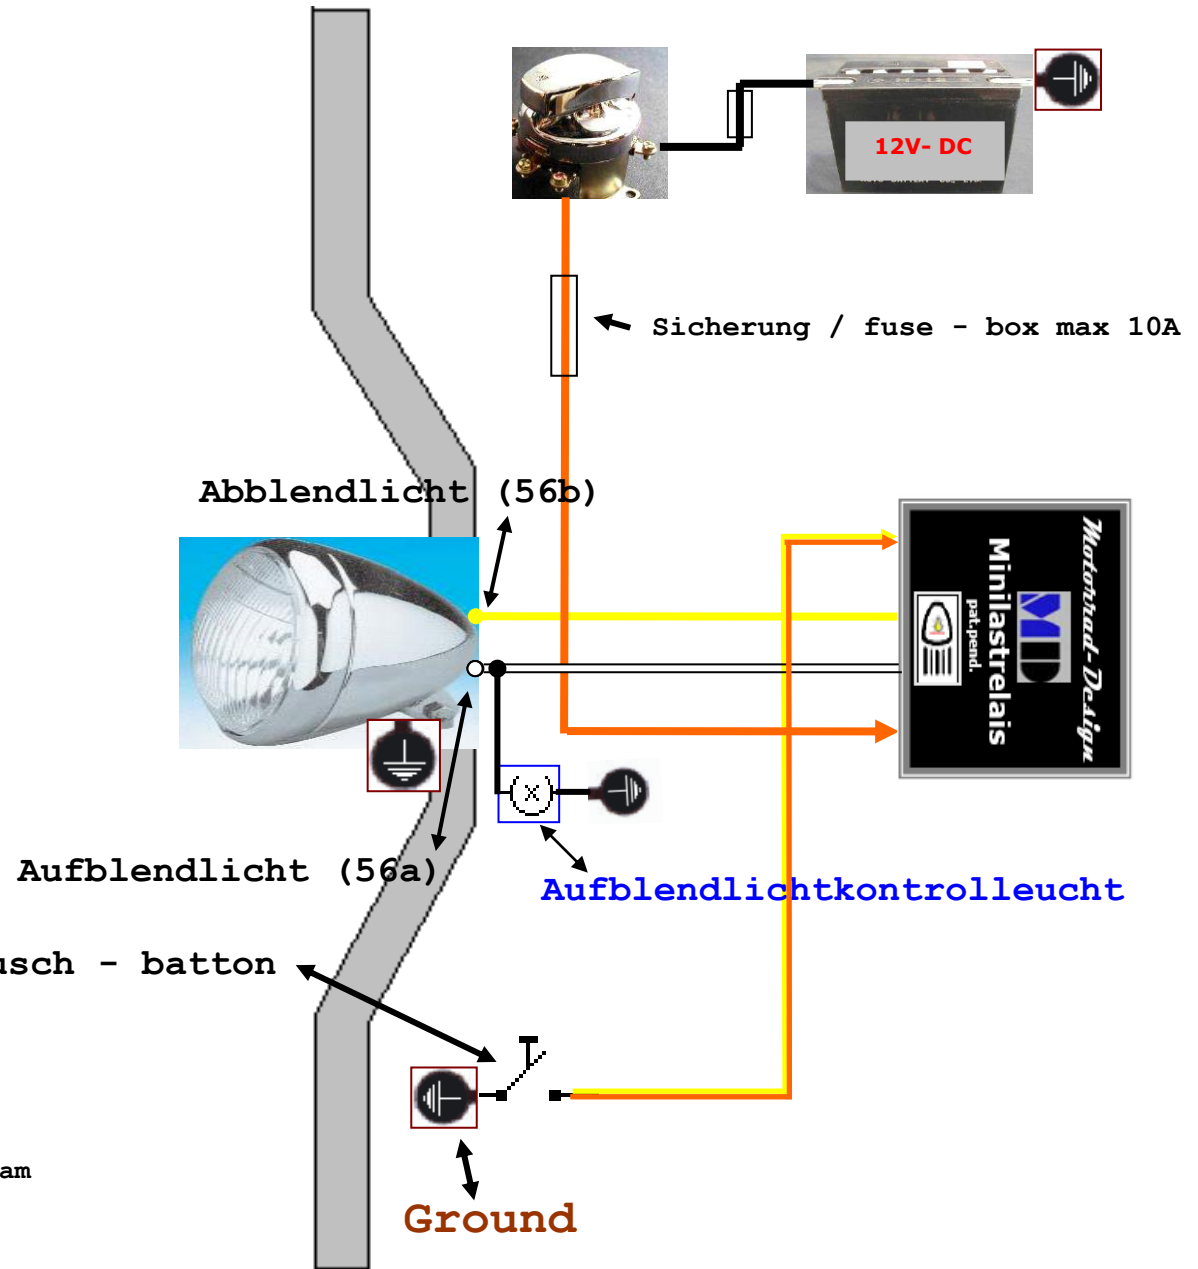 12V- DC
Sicherung / fuse - box max 10A
Abblendlicht (56b)
Motorrad-Design
MD
Minilastrelais
pat.pend.
Aufblendlicht (56a)
Aufblendlichtkontrolleucht
usch - batton
am
Ground